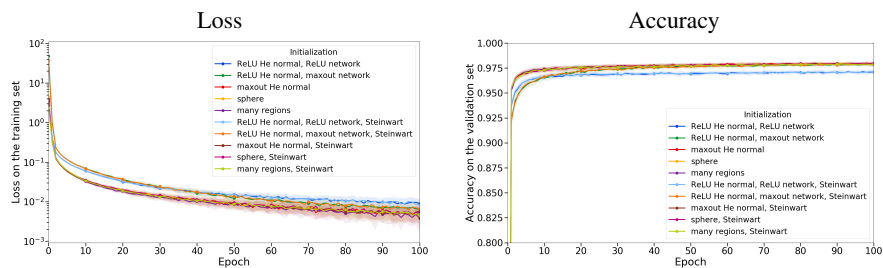 Loss
Loss on the training set
10²
10¹
10⁰
10⁻¹
10⁻²
10⁻³
0 10 20 30 40 50 60 70 80 90 100
Epoch
Initialization
ReLU He normal, ReLU network
ReLU He normal, maxout network
maxout He normal
sphere
many regions
ReLU He normal, ReLU network, Steinwart
ReLU He normal, maxout network, Steinwart
maxout He normal, Steinwart
sphere, Steinwart
many regions, Steinwart
Accuracy
Accuracy on the validation set
1.000
0.975
0.950
0.925
0.900
0.875
0.850
0.825
0.800
0 10 20 30 40 50 60 70 80 90 100
Epoch
Initialization
ReLU He normal, ReLU network
ReLU He normal, maxout network
maxout He normal
sphere
many regions
ReLU He normal, ReLU network, Steinwart
ReLU He normal, maxout network, Steinwart
maxout He normal, Steinwart
sphere, Steinwart
many regions, Steinwart